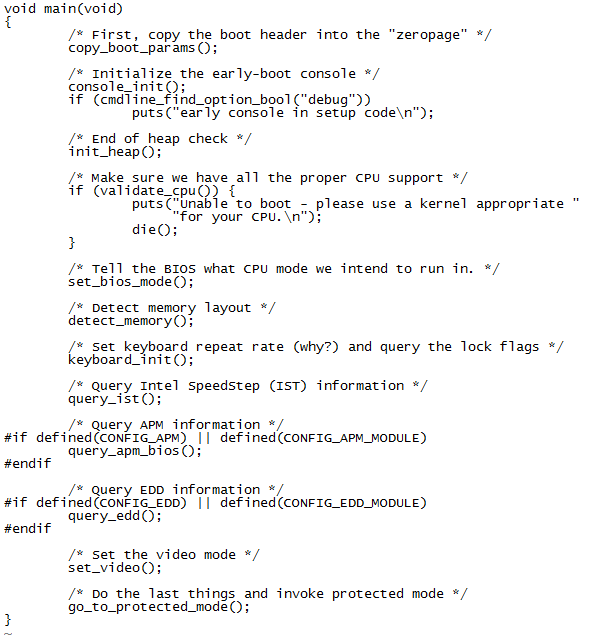 void main(void)
{
        /* First, copy the boot header into the "zeropage" */
        copy_boot_params();

        /* Initialize the early-boot console */
        console_init();
        if (cmdline_find_option_bool("debug"))
                puts("early console in setup code\n");

        /* End of heap check */
        init_heap();

        /* Make sure we have all the proper CPU support */
        if (validate_cpu()) {
                puts("Unable to boot - please use a kernel appropriate "
                     "for your CPU.\n");
                die();
        }

        /* Tell the BIOS what CPU mode we intend to run in. */
        set_bios_mode();

        /* Detect memory layout */
        detect_memory();

        /* Set keyboard repeat rate (why?) and query the lock flags */
        keyboard_init();

        /* Query Intel SpeedStep (IST) information */
        query_ist();

        /* Query APM information */
#if defined(CONFIG_APM) || defined(CONFIG_APM_MODULE)
        query_apm_bios();
#endif

        /* Query EDD information */
#if defined(CONFIG_EDD) || defined(CONFIG_EDD_MODULE)
        query_edd();
#endif

        /* Set the video mode */
        set_video();

        /* Do the last things and invoke protected mode */
        go_to_protected_mode();
}
~